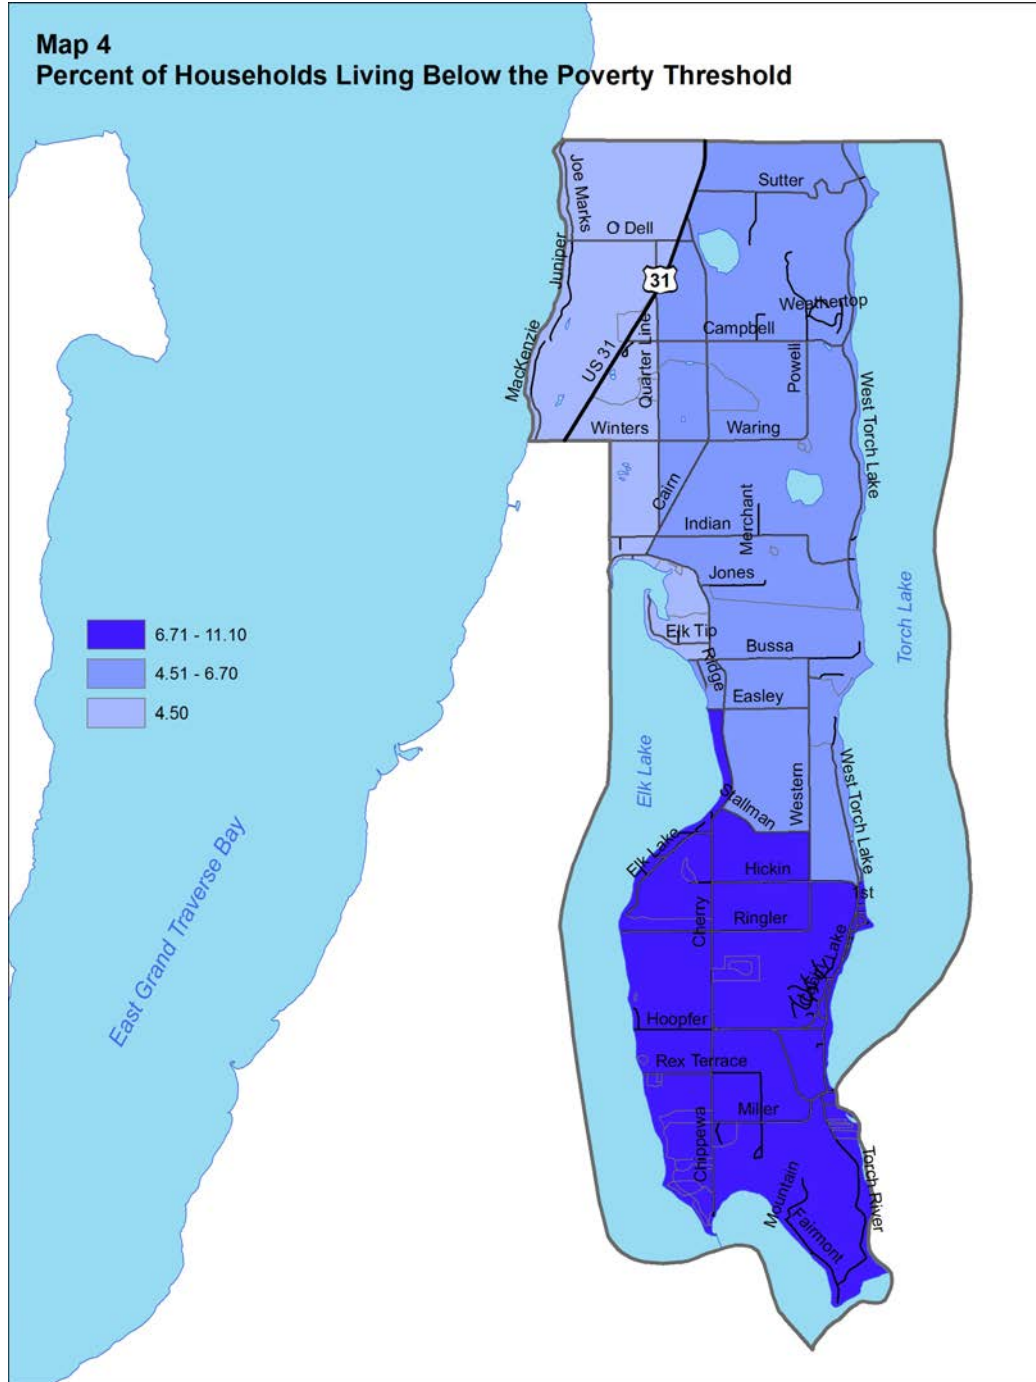 Map 4
Percent of Households Living Below the Poverty Threshold
Joe Marks
Sutter
O'Dell
Juniper
31
Weathertop
MacKenzie
US 31
Quarter Line
Campbell
Powell
West Torch Lake
Winters
Waring
Cairn
Merchant
Indian
Jones
Torch Lake
6.71 - 11.10
4.51 - 6.70
4.50
Elk Tip
Ridge
Bussa
Easley
Elk Lake
Stallman
Western
West Torch Lake
Elk Lake
Hickin
1st
Cherry
Ringler
East Grand Traverse Bay
Lake
Hoopfer
Rex Terrace
Miller
Chippewa
Mountain
Fairmont
Torch River